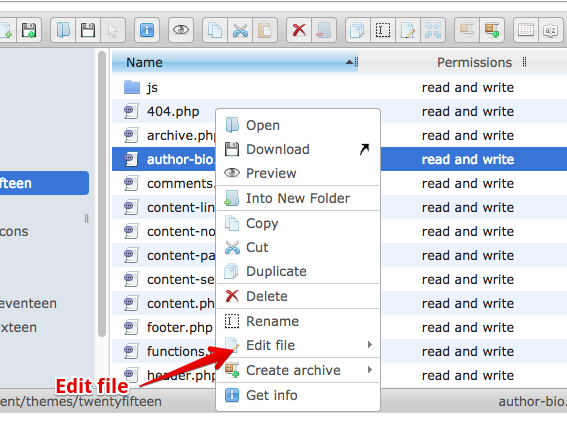 Name Permissions
js read and write
404.php read and write
archive.php read and write
author-bio. read and write
fteen
comments. read and write
content-lin read and write
content-no read and write
cons
content-pa read and write
content-se read and write
content.ph read and write
eventeen
footer.php read and write
ixteen
functions. read and write
header.php read and write
Open
Download
Preview
Into New Folder
Copy
Cut
Duplicate
Delete
Rename
Edit file
Create archive
Get info
Edit file
ent/themes/twentyfifteen author-bio.